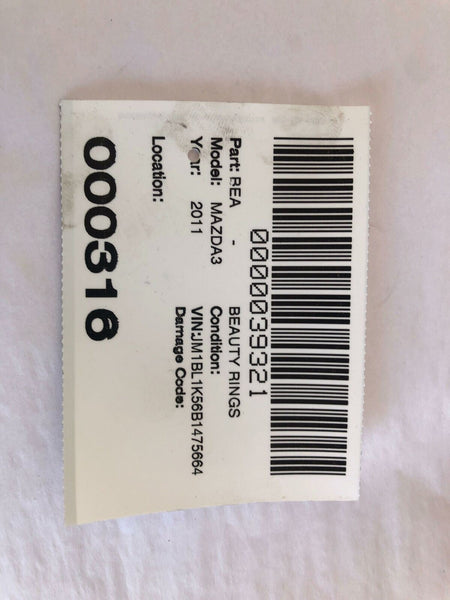 0000039321
Part: REA - BEAUTY RINGS
Model: MAZDA3 Condition:
Year: 2011 VIN:JM1BL1K56B1475664
Damage Code:
Location:
000316